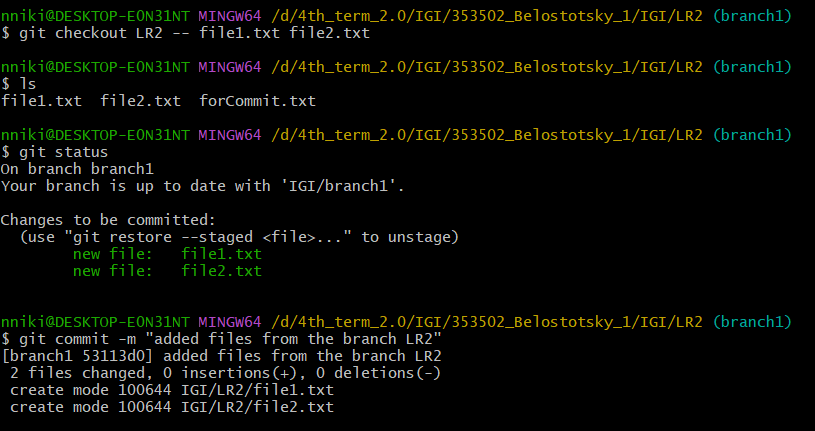 nniki@DESKTOP-E0N31NT MINGW64 /d/4th_term_2.0/IGI/353502_Belostotsky_1/IGI/LR2 (branch1)
$ git checkout LR2 -- file1.txt file2.txt
nniki@DESKTOP-E0N31NT MINGW64 /d/4th_term_2.0/IGI/353502_Belostotsky_1/IGI/LR2 (branch1)
$ ls
file1.txt  file2.txt  forCommit.txt
nniki@DESKTOP-E0N31NT MINGW64 /d/4th_term_2.0/IGI/353502_Belostotsky_1/IGI/LR2 (branch1)
$ git status
On branch branch1
Your branch is up to date with 'IGI/branch1'.
Changes to be committed:
  (use "git restore --staged <file>..." to unstage)
        new file:   file1.txt
        new file:   file2.txt
nniki@DESKTOP-E0N31NT MINGW64 /d/4th_term_2.0/IGI/353502_Belostotsky_1/IGI/LR2 (branch1)
$ git commit -m "added files from the branch LR2"
[branch1 53113d0] added files from the branch LR2
 2 files changed, 0 insertions(+), 0 deletions(-)
 create mode 100644 IGI/LR2/file1.txt
 create mode 100644 IGI/LR2/file2.txt